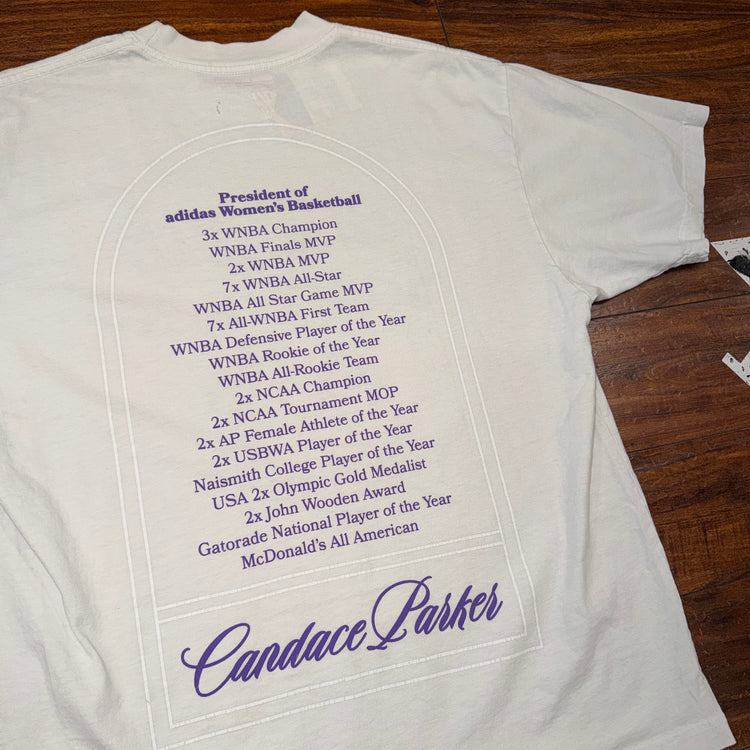 President of
adidas Women's Basketball
3x WNBA Champion
WNBA Finals MVP
2x WNBA MVP
7x WNBA All-Star
WNBA All Star Game MVP
7x All-WNBA First Team
WNBA Defensive Player of the Year
WNBA Rookie of the Year
WNBA All-Rookie Team
2x NCAA Champion
2x NCAA Tournament MOP
2x AP Female Athlete of the Year
2x USBWA Player of the Year
Naismith College Player of the Year
USA 2x Olympic Gold Medalist
2x John Wooden Award
Gatorade National Player of the Year
McDonald's All American
Candace Parker